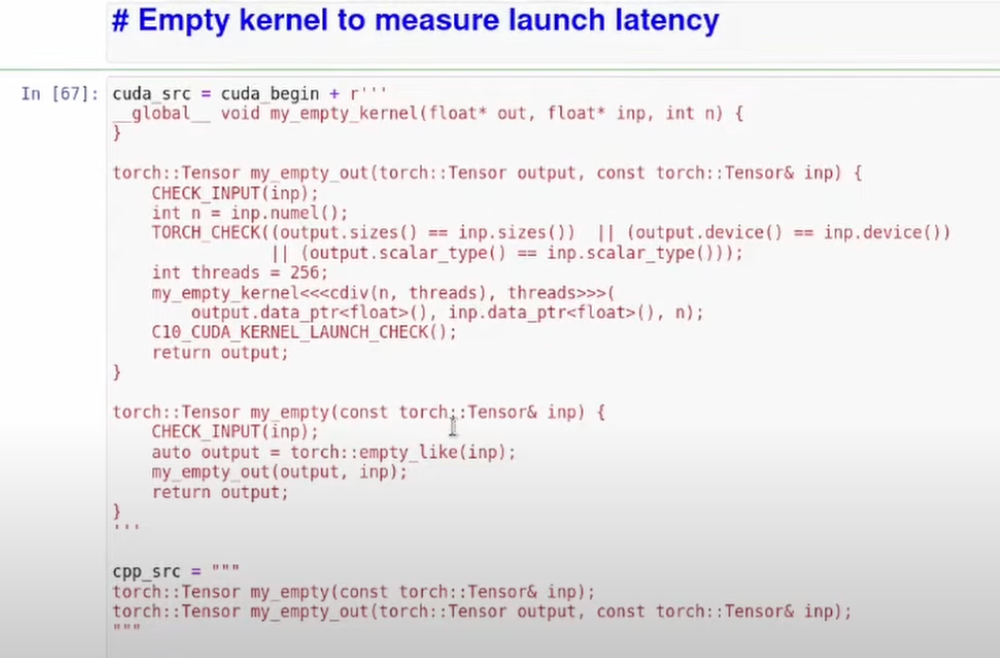 # Empty kernel to measure launch latency
In [67]: cuda_src = cuda_begin + r'''
__global__ void my_empty_kernel(float* out, float* inp, int n) {
}
torch::Tensor my_empty_out(torch::Tensor output, const torch::Tensor& inp) {
    CHECK_INPUT(inp);
    int n = inp.numel();
    TORCH_CHECK((output.sizes() == inp.sizes())  || (output.device() == inp.device())
                || (output.scalar_type() == inp.scalar_type()));
    int threads = 256;
    my_empty_kernel<<<cdiv(n, threads), threads>>>(
        output.data_ptr<float>(), inp.data_ptr<float>(), n);
    C10_CUDA_KERNEL_LAUNCH_CHECK();
    return output;
}
torch::Tensor my_empty(const torch::Tensor& inp) {
    CHECK_INPUT(inp);
    auto output = torch::empty_like(inp);
    my_empty_out(output, inp);
    return output;
}
'''
cpp_src = """
torch::Tensor my_empty(const torch::Tensor& inp);
torch::Tensor my_empty_out(torch::Tensor output, const torch::Tensor& inp);
"""